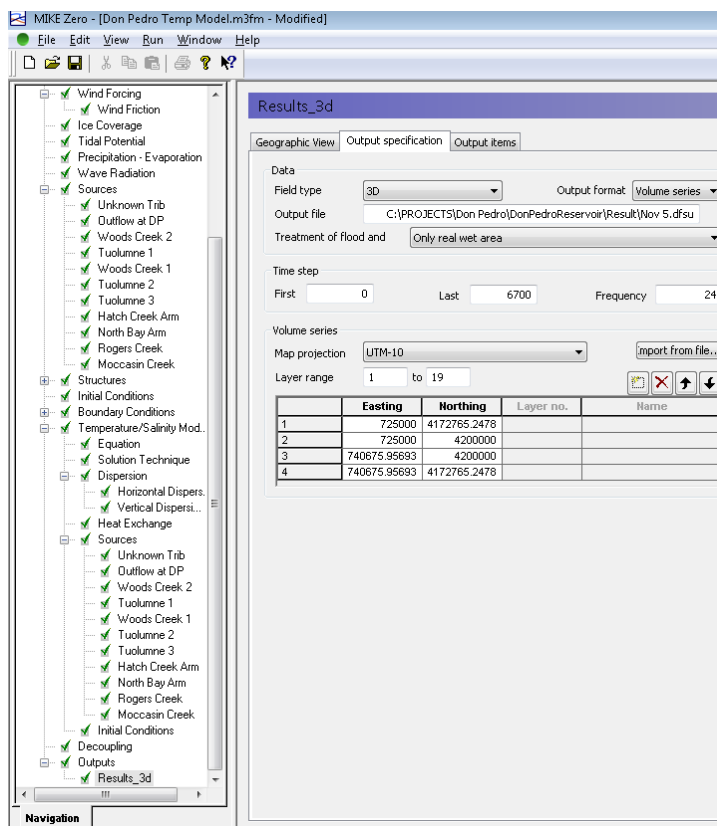 MIKE Zero - [Don Pedro Temp Model.m3fm - Modified]
File Edit View Run Window Help
Wind Forcing
Wind Friction
Ice Coverage
Tidal Potential
Precipitation - Evaporation
Wave Radiation
Sources
Unknown Trib
Outflow at DP
Woods Creek 2
Tuolumne 1
Woods Creek 1
Tuolumne 2
Tuolumne 3
Hatch Creek Arm
North Bay Arm
Rogers Creek
Moccasin Creek
Structures
Initial Conditions
Boundary Conditions
Temperature/Salinity Mod..
Equation
Solution Technique
Dispersion
Horizontal Dispers.
Vertical Dispersi...
Heat Exchange
Sources
Unknown Trib
Outflow at DP
Woods Creek 2
Tuolumne 1
Woods Creek 1
Tuolumne 2
Tuolumne 3
Hatch Creek Arm
North Bay Arm
Rogers Creek
Moccasin Creek
Initial Conditions
Decoupling
Outputs
Results_3d
Navigation
Results_3d
Geographic View Output specification Output items
Data
Field type 3D Output format Volume series
Output file C:\PROJECTS\Don Pedro\DonPedroReservoir\Result\Nov 5.dfsu
Treatment of flood and Only real wet area
Time step
First 0 Last 6700 Frequency 24
Volume series
Map projection UTM-10 Import from file..
Layer range 1 to 19
Easting Northing Layer no. Name
1 725000 4172765.2478
2 725000 4200000
3 740675.95693 4200000
4 740675.95693 4172765.2478